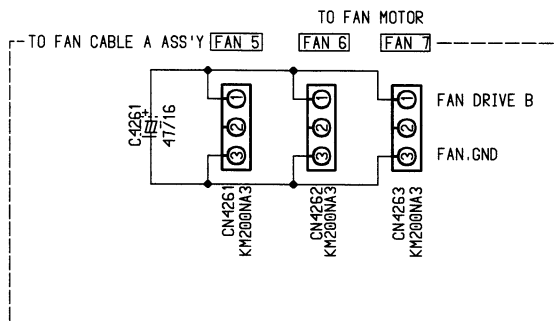 TO FAN MOTOR
TO FAN CABLE A ASS'Y FAN 5 FAN 6 FAN 7
1 1 1 FAN DRIVE B
2 2 2
3 3 3 FAN.GND
C4261
+
47/16
CN4261
KM200NA3
CN4262
KM200NA3
CN4263
KM200NA3